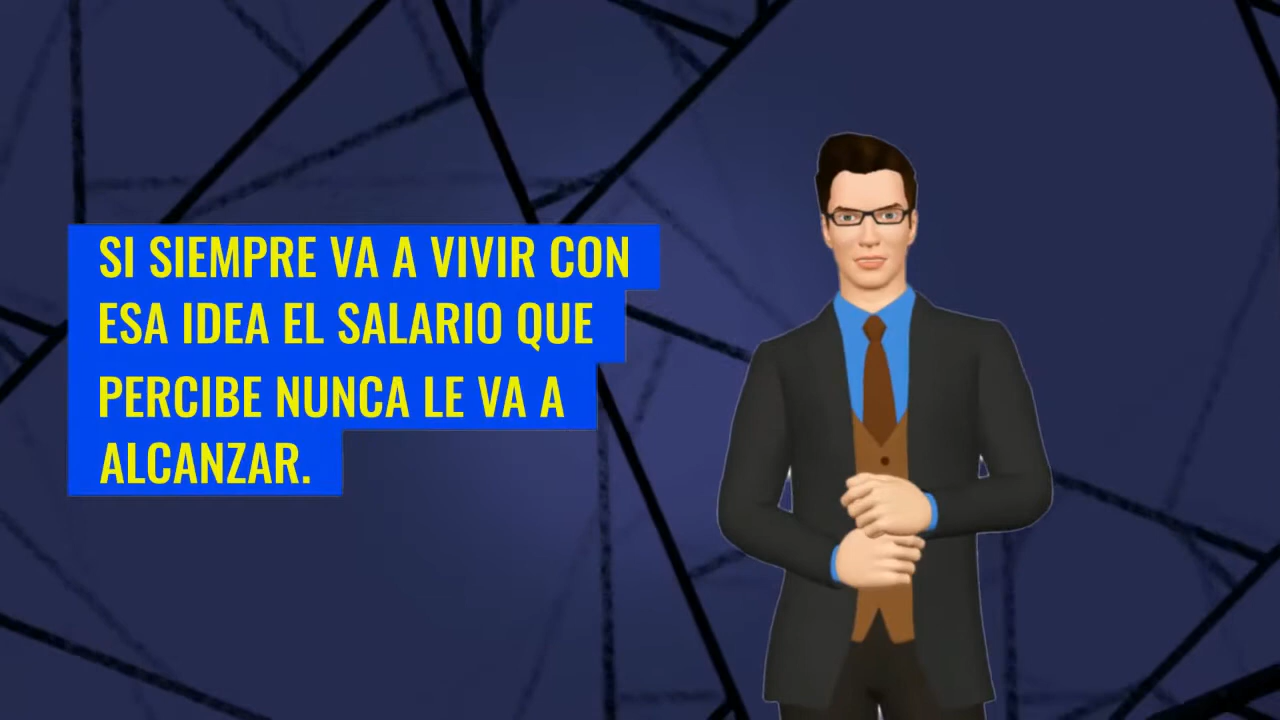 SI SIEMPRE VA A VIVIR CON
ESA IDEA EL SALARIO QUE
PERCIBE NUNCA LE VA A
ALCANZAR.